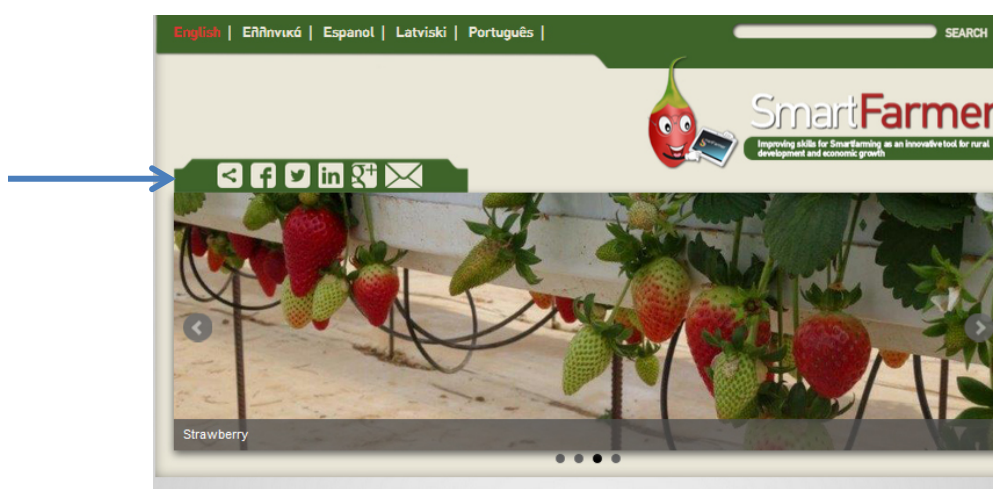 English | Ελληνικά | Espanol | Latviski | Português |
SEARCH
SmartFarmer
Improving skills for Smartfarming as an innovative tool for rural
development and economic growth
f in g+
Strawberry